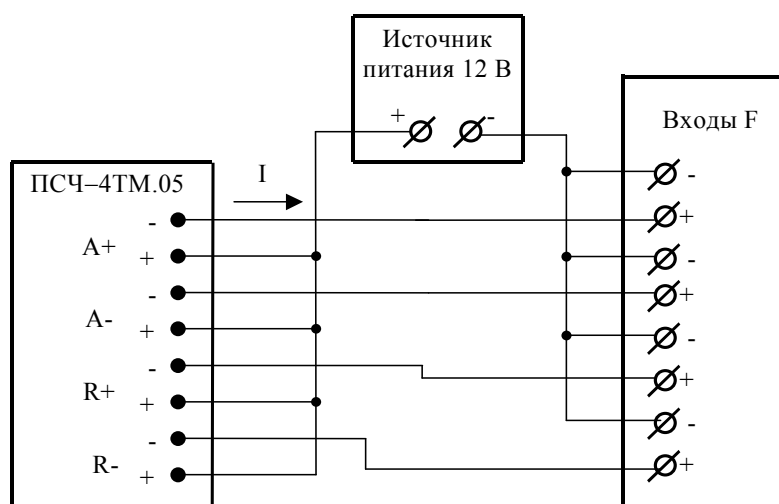 Источник
питания 12 В
+ -
Входы F
ПСЧ–4ТМ.05
I
-
A+
+
-
A-
+
-
R+
+
-
R-
+
-
+
-
+
-
+
-
+